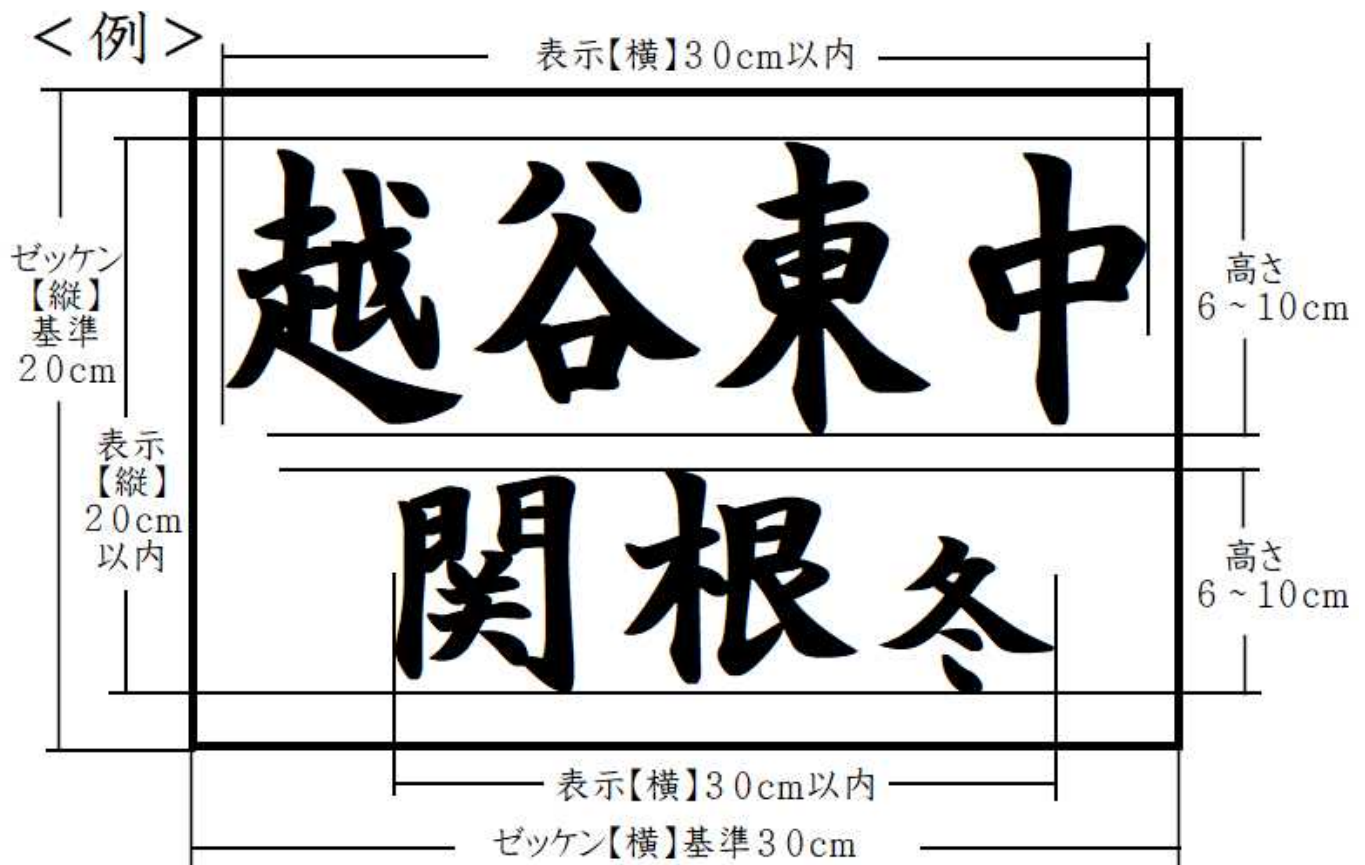 ＜例＞
表示【横】30cm以内
越谷東中
関根冬
ゼッケン
【縦】
基準
20cm
表示
【縦】
20cm
以内
高さ
6~10cm
高さ
6~10cm
表示【横】30cm以内
ゼッケン【横】基準30cm